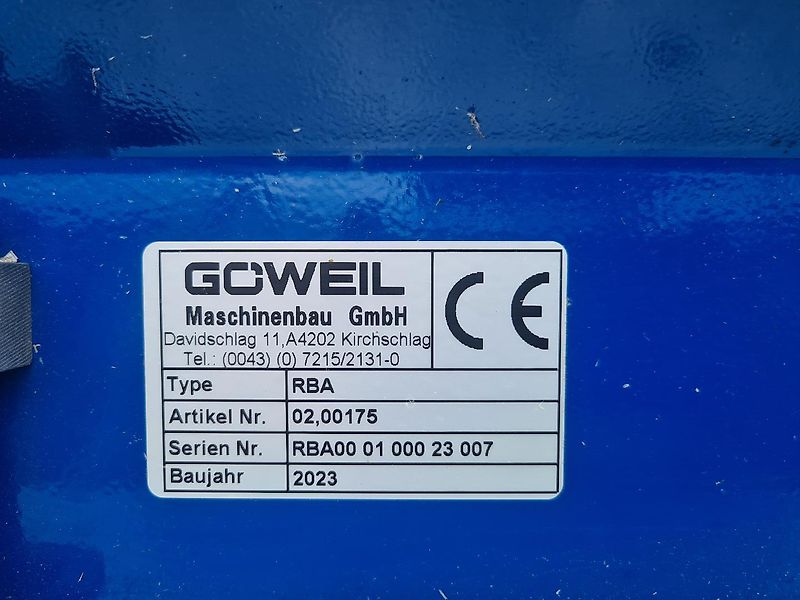 GÖWEIL
Maschinenbau GmbH
Davidschlag 11,A4202 Kirchschlag
Tel.: (0043) (0) 7215/2131-0
CE
Type RBA
Artikel Nr. 02,00175
Serien Nr. RBA00 01 000 23 007
Baujahr 2023